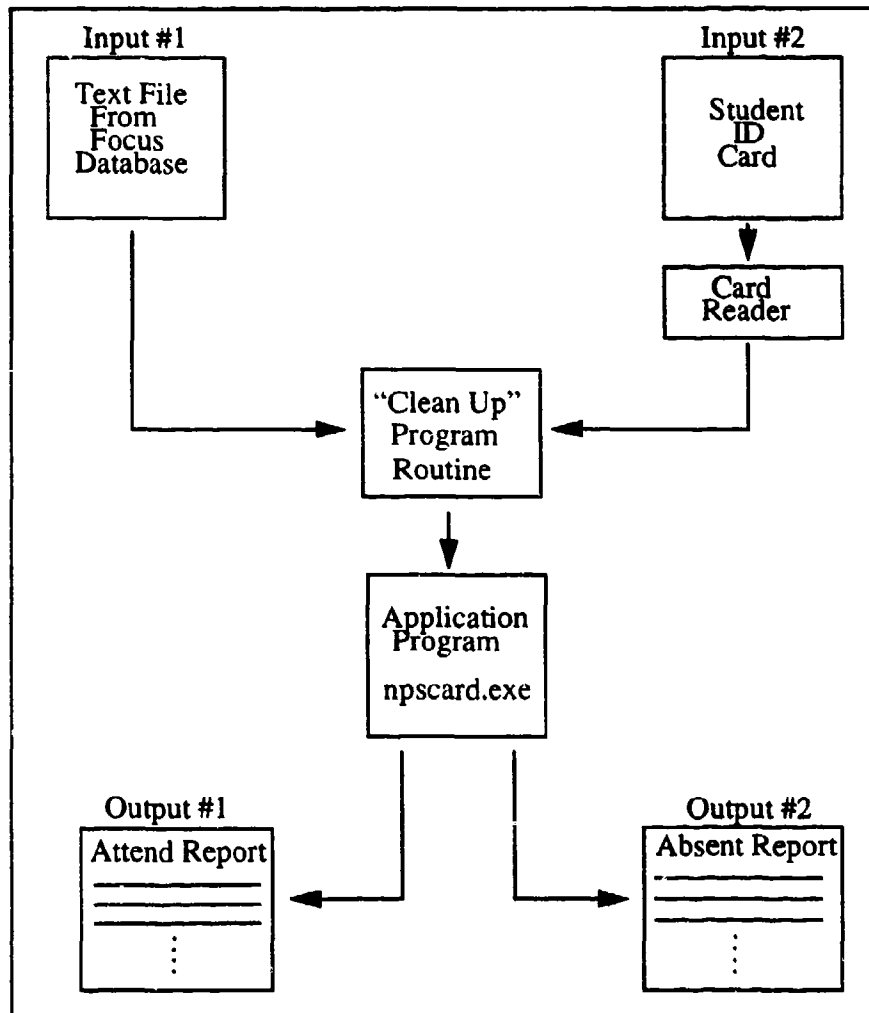 Input #1
Text File
From
Focus
Database
Input #2
Student
ID
Card
Card
Reader
“Clean Up”
Program
Routine
Application
Program
npscard.exe
Output #1
Attend Report
Output #2
Absent Report